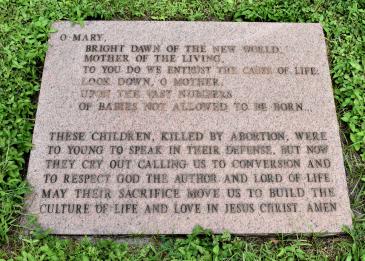 O MARY,
BRIGHT DAWN OF THE NEW WORLD,
MOTHER OF THE LIVING,
TO YOU DO WE ENTRUST THE CAUSE OF LIFE.
LOOK DOWN, O MOTHER,
UPON THE VAST NUMBERS
OF BABIES NOT ALLOWED TO BE BORN.
THESE CHILDREN, KILLED BY ABORTION, WERE
TO YOUNG TO SPEAK IN THEIR DEFENSE, BUT NOW
THEY CRY OUT CALLING US TO CONVERSION AND
TO RESPECT GOD THE AUTHOR AND LORD OF LIFE.
MAY THEIR SACRIFICE MOVE US TO BUILD THE
CULTURE OF LIFE AND LOVE IN JESUS CHRIST. AMEN